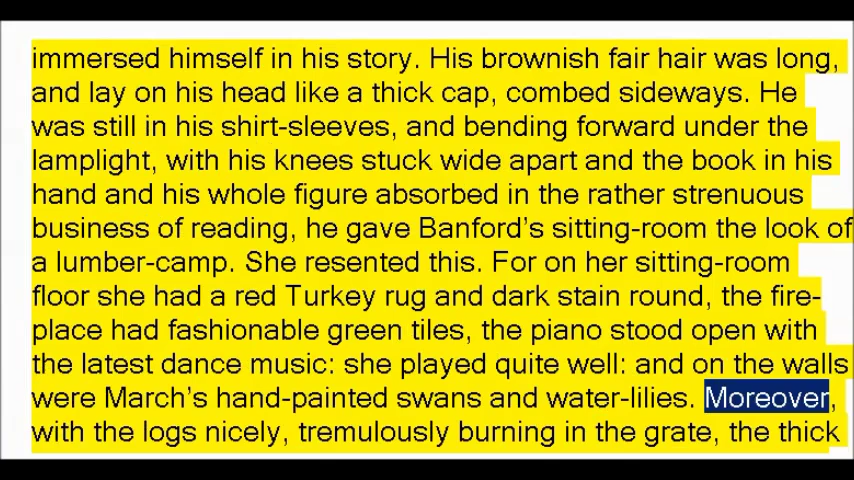 immersed himself in his story. His brownish fair hair was long,
and lay on his head like a thick cap, combed sideways. He
was still in his shirt-sleeves, and bending forward under the
lamplight, with his knees stuck wide apart and the book in his
hand and his whole figure absorbed in the rather strenuous
business of reading, he gave Banford's sitting-room the look of
a lumber-camp. She resented this. For on her sitting-room
floor she had a red Turkey rug and dark stain round, the fire-
place had fashionable green tiles, the piano stood open with
the latest dance music: she played quite well: and on the walls
were March's hand-painted swans and water-lilies. Moreover,
with the logs nicely, tremulously burning in the grate, the thick